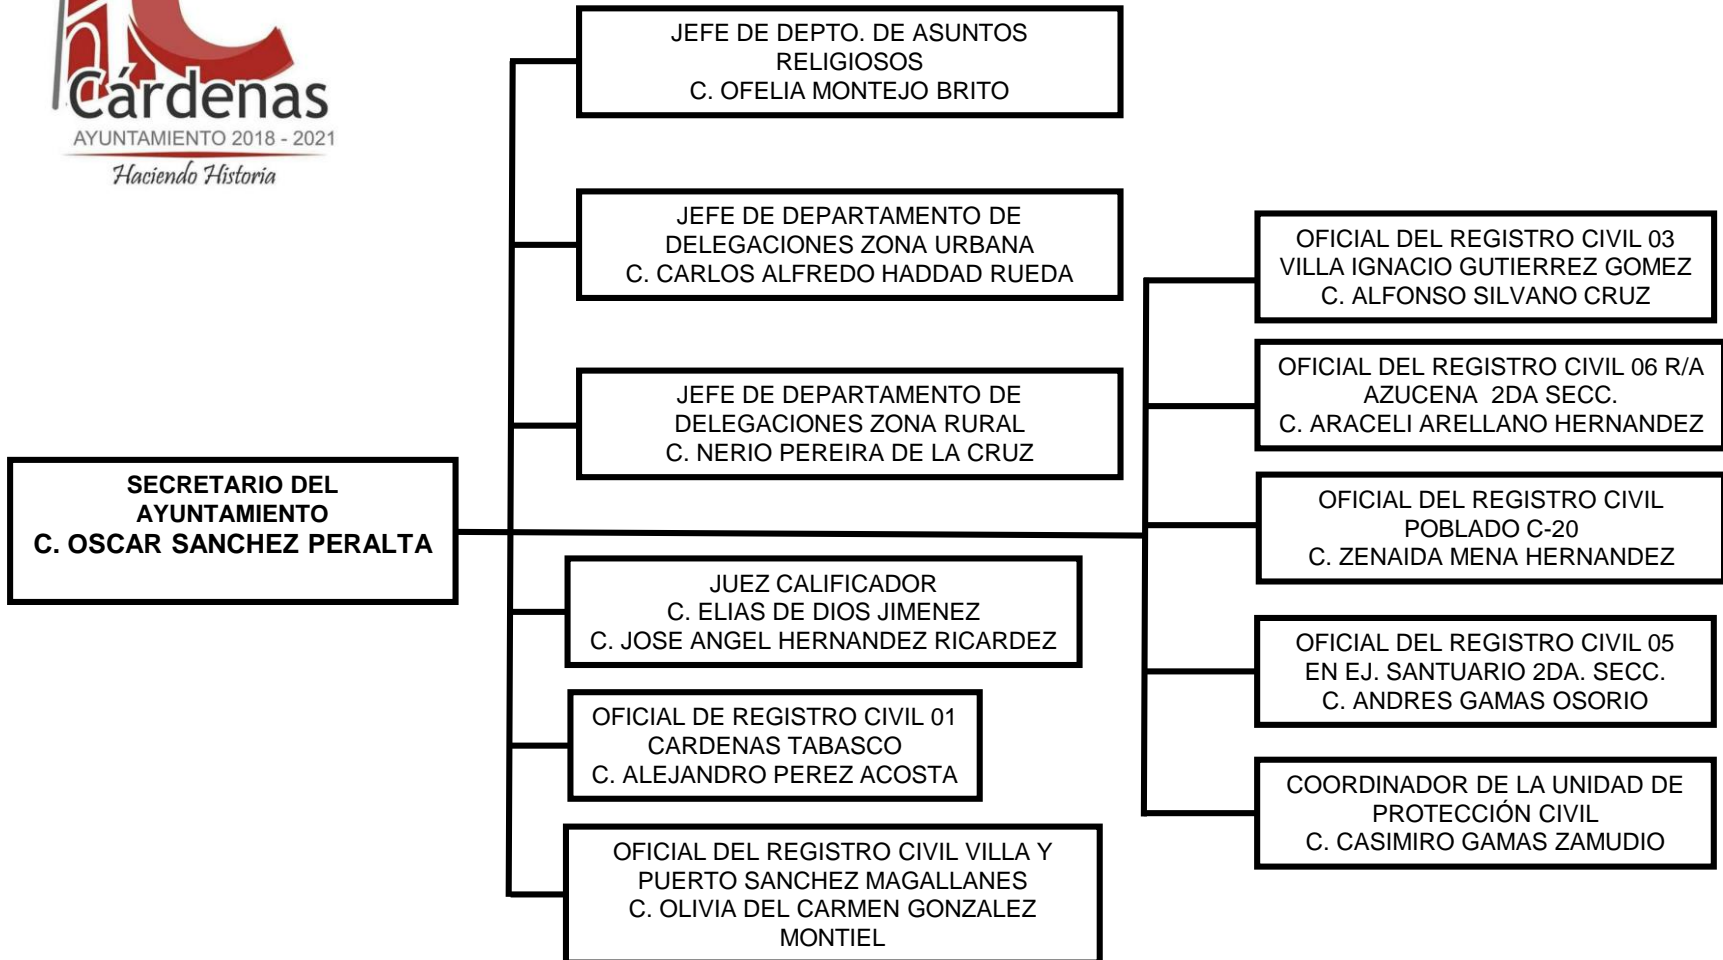 Cárdenas
AYUNTAMIENTO 2018 - 2021
Haciendo Historia
JEFE DE DEPTO. DE ASUNTOS
RELIGIOSOS
C. OFELIA MONTEJO BRITO
JEFE DE DEPARTAMENTO DE
DELEGACIONES ZONA URBANA
C. CARLOS ALFREDO HADDAD RUEDA
JEFE DE DEPARTAMENTO DE
DELEGACIONES ZONA RURAL
C. NERIO PEREIRA DE LA CRUZ
SECRETARIO DEL
AYUNTAMIENTO
C. OSCAR SANCHEZ PERALTA
JUEZ CALIFICADOR
C. ELIAS DE DIOS JIMENEZ
C. JOSE ANGEL HERNANDEZ RICARDEZ
OFICIAL DE REGISTRO CIVIL 01
CARDENAS TABASCO
C. ALEJANDRO PEREZ ACOSTA
OFICIAL DEL REGISTRO CIVIL VILLA Y
PUERTO SANCHEZ MAGALLANES
C. OLIVIA DEL CARMEN GONZALEZ
MONTIEL
OFICIAL DEL REGISTRO CIVIL 03
VILLA IGNACIO GUTIERREZ GOMEZ
C. ALFONSO SILVANO CRUZ
OFICIAL DEL REGISTRO CIVIL 06 R/A
AZUCENA 2DA SECC.
C. ARACELI ARELLANO HERNANDEZ
OFICIAL DEL REGISTRO CIVIL
POBLADO C-20
C. ZENAIDA MENA HERNANDEZ
OFICIAL DEL REGISTRO CIVIL 05
EN EJ. SANTUARIO 2DA. SECC.
C. ANDRES GAMAS OSORIO
COORDINADOR DE LA UNIDAD DE
PROTECCIÓN CIVIL
C. CASIMIRO GAMAS ZAMUDIO